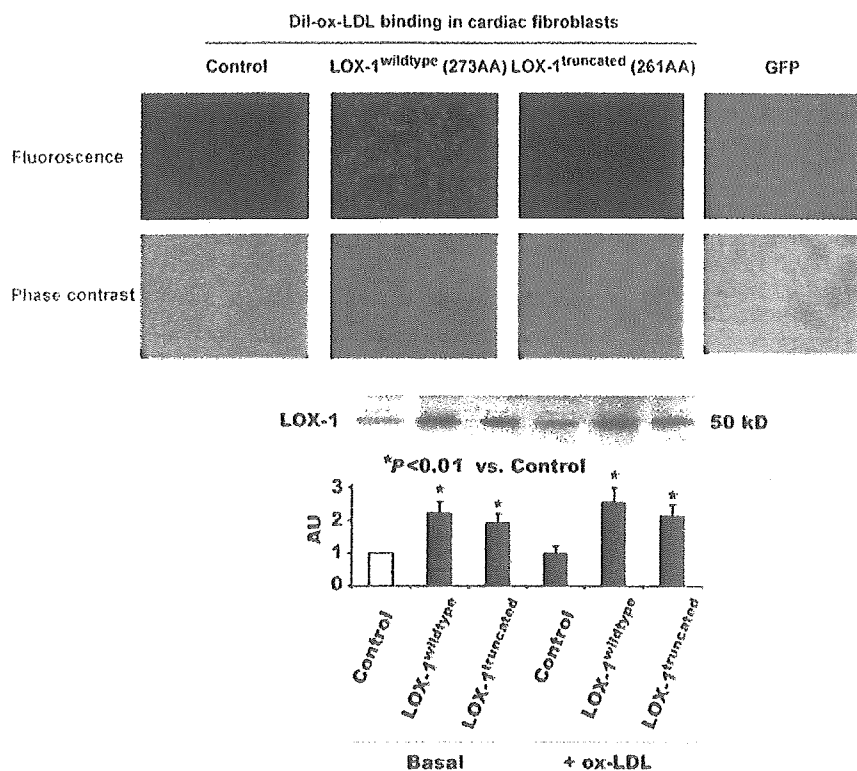 Dil-ox-LDL binding in cardiac fibroblasts
Control LOX-1wildtype (273AA) LOX-1truncated (261AA) GFP
Fluoroscence
Phase contrast
LOX-1 50 kD
*P<0.01 vs. Control
* * * *
AU
3
2
1
0
Control
LOX-1wildtype
LOX-1truncated
Control
LOX-1wildtype
LOX-1truncated
Basal + ox-LDL